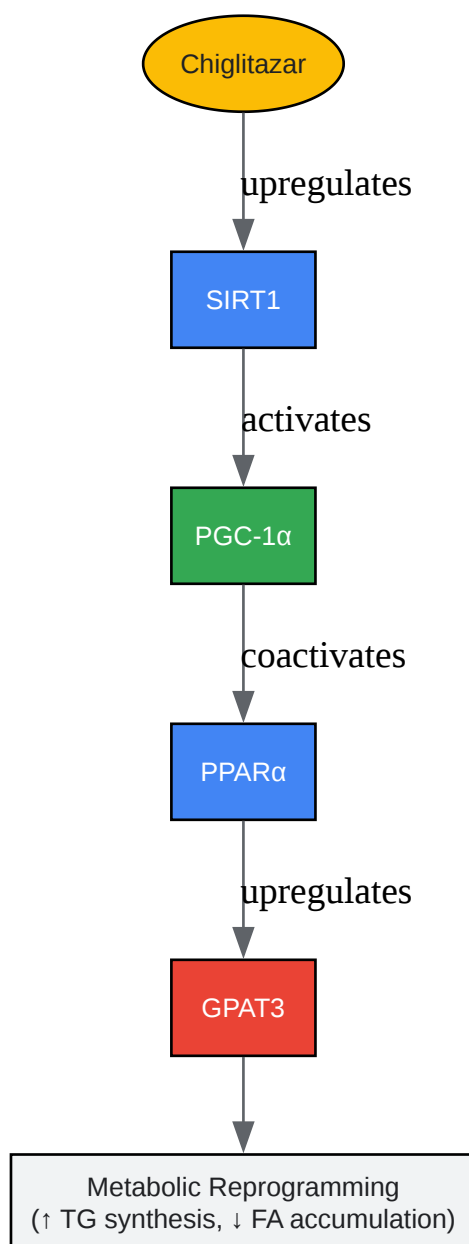 Chiglitazar
upregulates
SIRT1
activates
PGC-1α
coactivates
PPARα
upregulates
GPAT3
Metabolic Reprogramming
(↑ TG synthesis, ↓ FA accumulation)